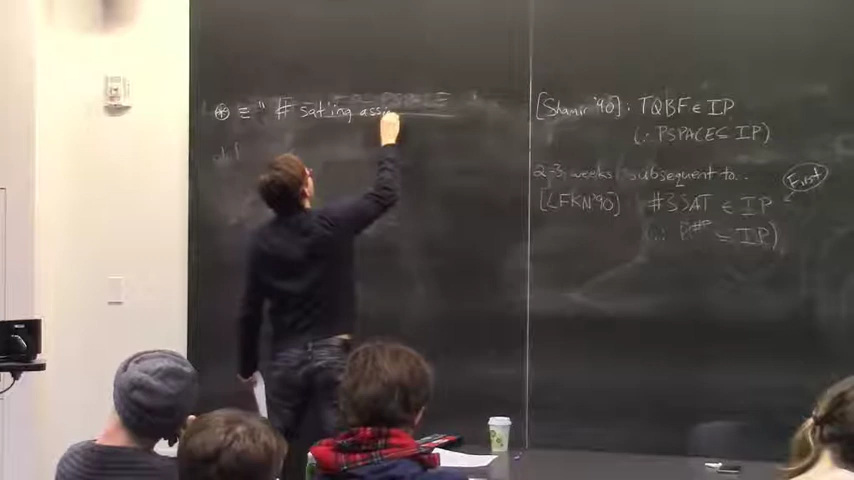 ⊕ ≡ " # sat'ing assi
[Shamir '90]: TQBF ∈ IP
(∴ PSPACE ⊆ IP)
2-3 weeks subsequent to..
First
[LFKN '90] #3SAT ∈ IP
(∴ P^#P ⊆ IP)